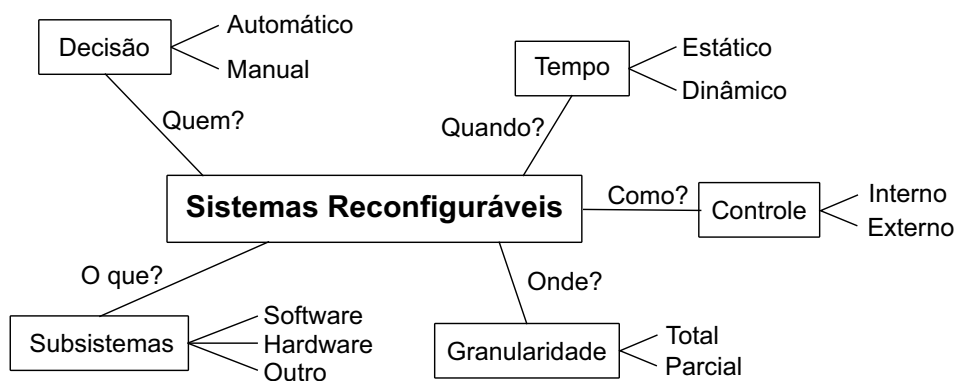 Decisão
Automático
Manual
Quem?
Tempo
Estático
Dinâmico
Quando?
Sistemas Reconfiguráveis
Como?
Controle
Interno
Externo
O que?
Subsistemas
Software
Hardware
Outro
Onde?
Granularidade
Total
Parcial